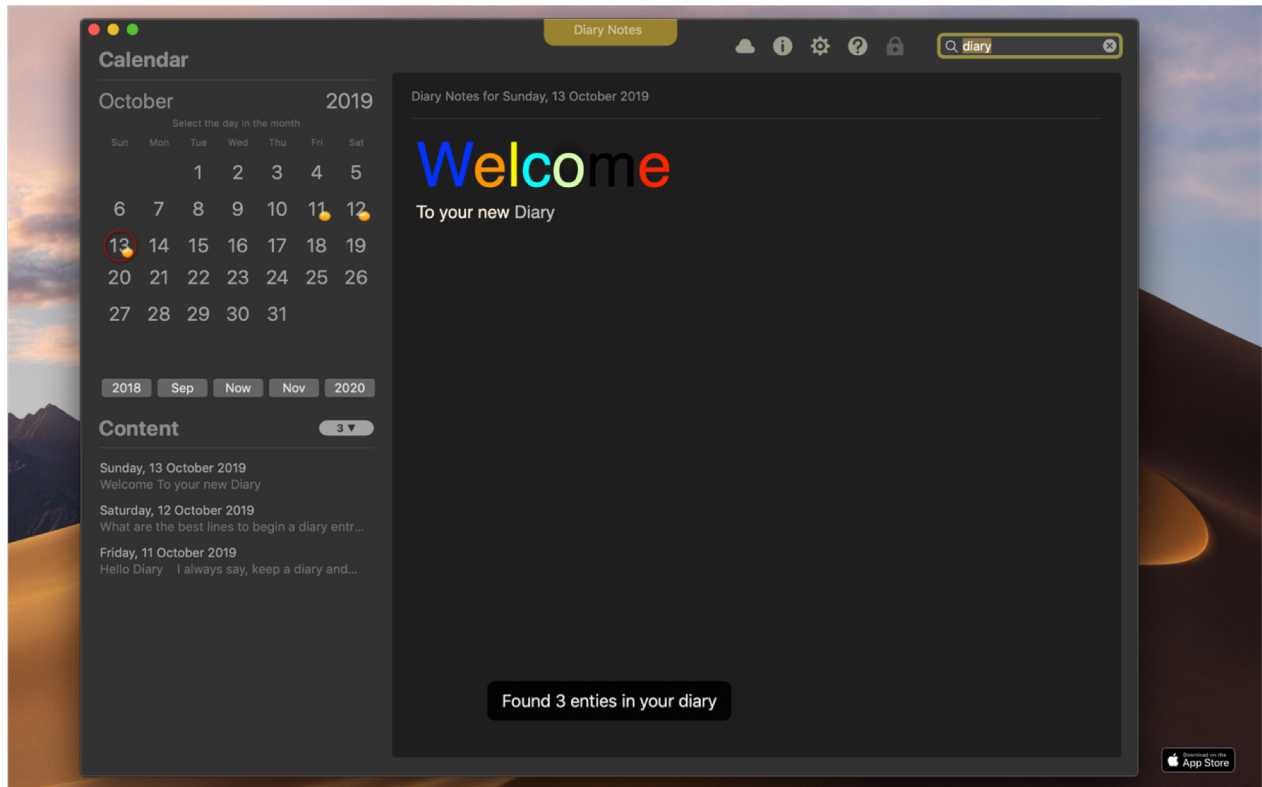 Diary Notes
diary
Calendar
October 2019
Select the day in the month
Sun Mon Tue Wed Thu Fri Sat
1 2 3 4 5
6 7 8 9 10 11 12
13 14 15 16 17 18 19
20 21 22 23 24 25 26
27 28 29 30 31
2018 Sep Now Nov 2020
Content 3 ▼
Sunday, 13 October 2019
Welcome To your new Diary
Saturday, 12 October 2019
What are the best lines to begin a diary entr...
Friday, 11 October 2019
Hello Diary I always say, keep a diary and...
Diary Notes for Sunday, 13 October 2019
Welcome
To your new Diary
Found 3 enties in your diary
Download on the
App Store